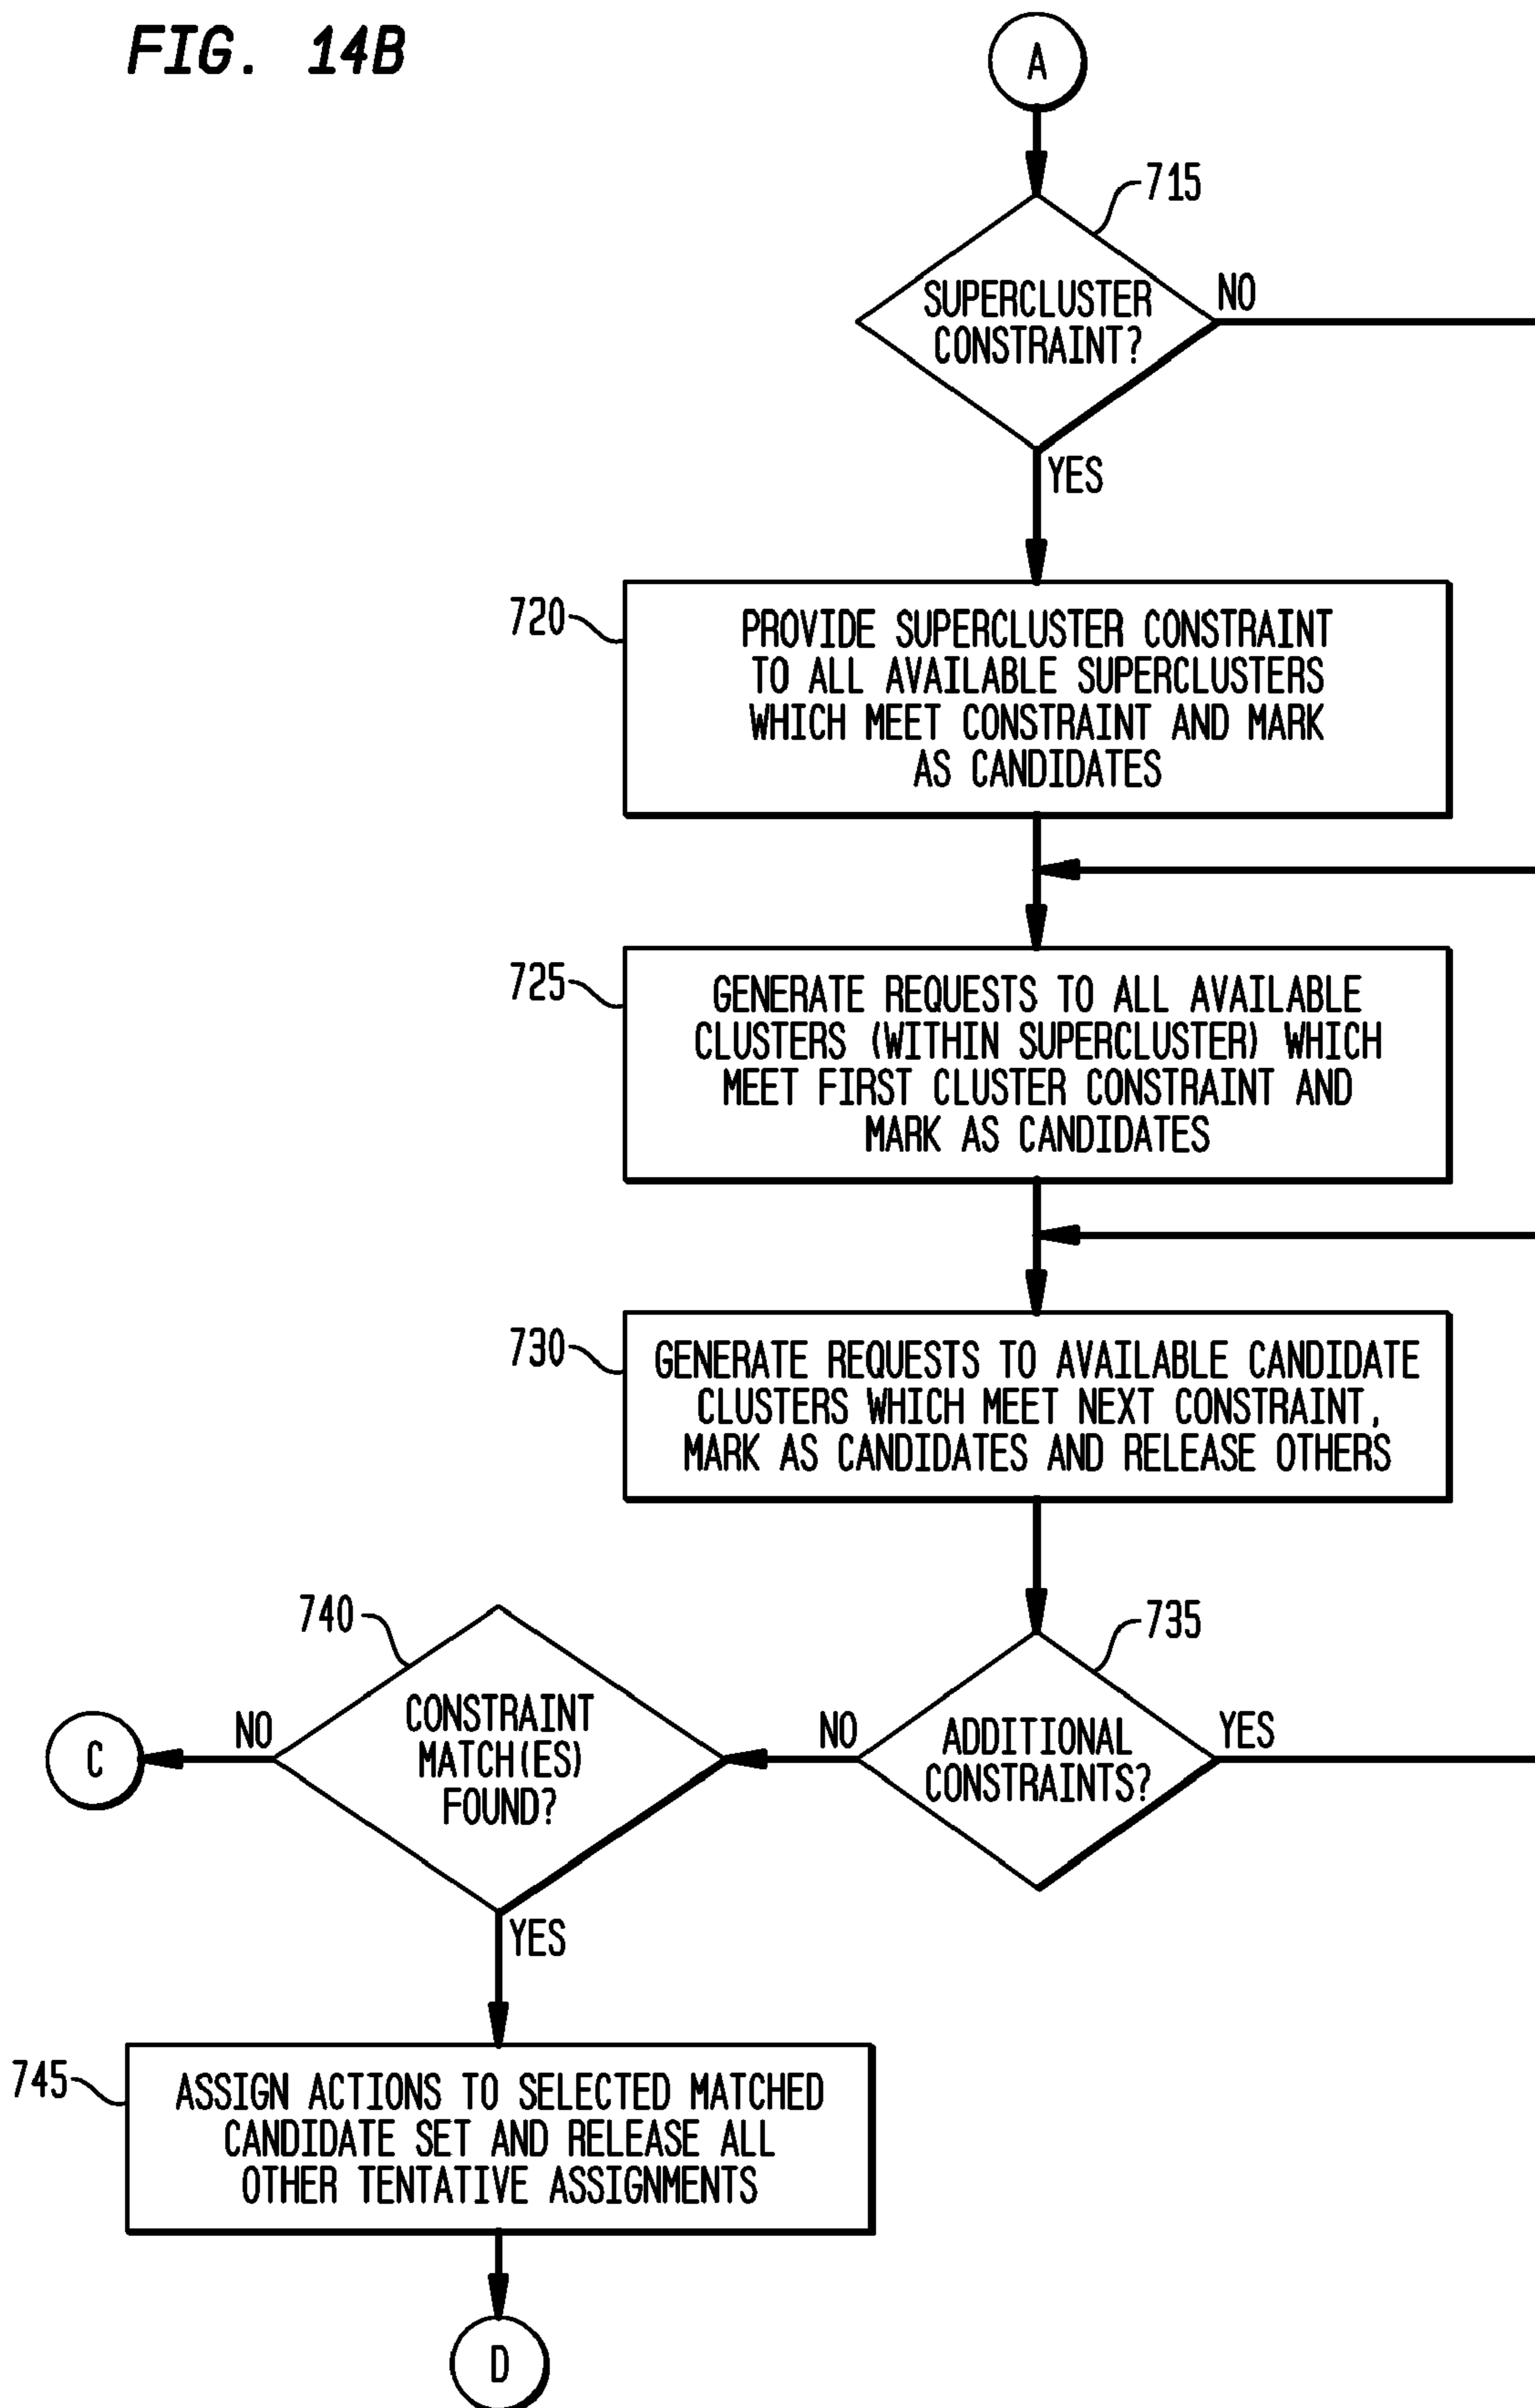 FIG. 14B
A
715
SUPERCLUSTER
CONSTRAINT?
NO
YES
720
PROVIDE SUPERCLUSTER CONSTRAINT
TO ALL AVAILABLE SUPERCLUSTERS
WHICH MEET CONSTRAINT AND MARK
AS CANDIDATES
725
GENERATE REQUESTS TO ALL AVAILABLE
CLUSTERS (WITHIN SUPERCLUSTER) WHICH
MEET FIRST CLUSTER CONSTRAINT AND
MARK AS CANDIDATES
730
GENERATE REQUESTS TO AVAILABLE CANDIDATE
CLUSTERS WHICH MEET NEXT CONSTRAINT,
MARK AS CANDIDATES AND RELEASE OTHERS
735
ADDITIONAL
CONSTRAINTS?
YES
NO
740
CONSTRAINT
MATCH(ES)
FOUND?
NO
C
YES
745
ASSIGN ACTIONS TO SELECTED MATCHED
CANDIDATE SET AND RELEASE ALL
OTHER TENTATIVE ASSIGNMENTS
D